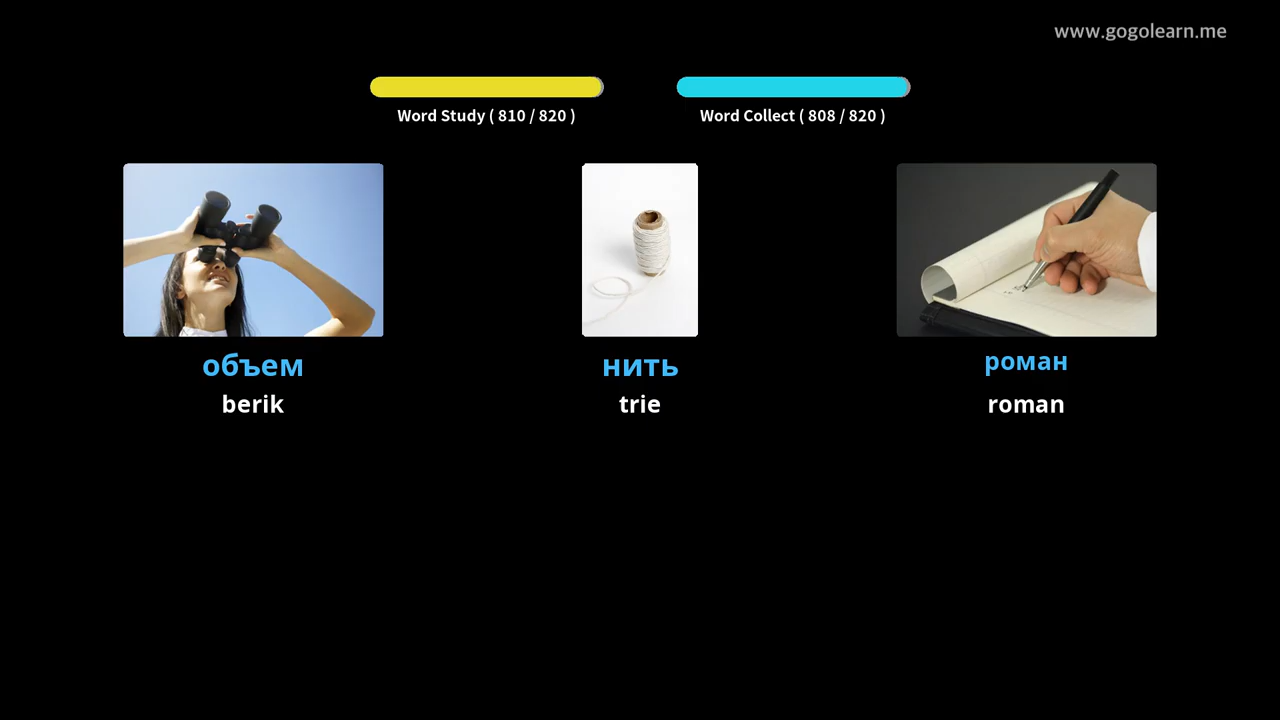 www.gogolearn.me
Word Study ( 810 / 820 )
Word Collect ( 808 / 820 )
объем
нить
роман
berik
trie
roman